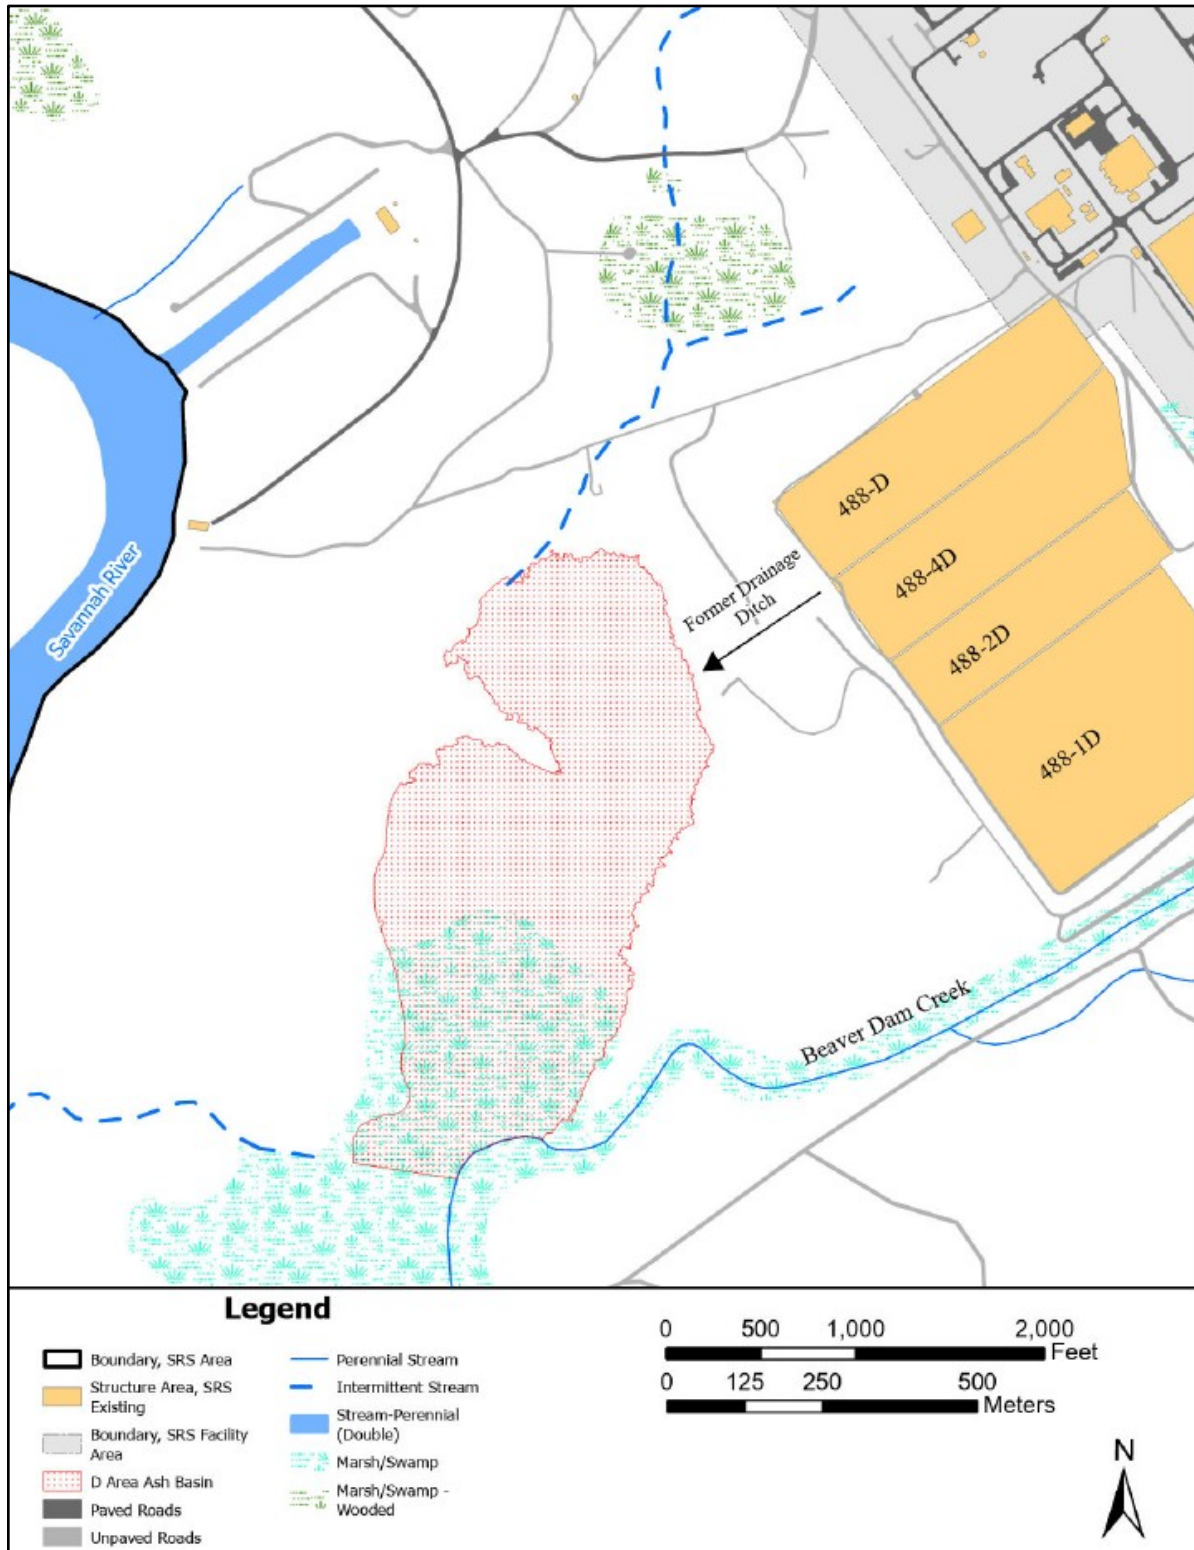 488-D
488-4D
Former Drainage
Ditch
Savannah River
488-2D
488-1D
Beaver Dam Creek
Legend
Boundary, SRS Area
Structure Area, SRS
Existing
Boundary, SRS Facility
Area
D Area Ash Basin
Paved Roads
Unpaved Roads
Perennial Stream
Intermittent Stream
Stream-Perennial
(Double)
Marsh/Swamp
Marsh/Swamp -
Wooded
0 500 1,000 2,000
Feet
0 125 250 500
Meters
N